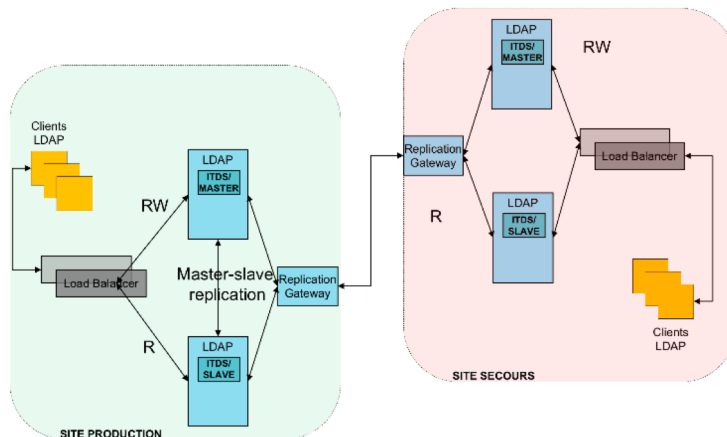 Clients
LDAP
RW
R
Load Balancer
LDAP
ITDS/
MASTER
Master-slave
replication
LDAP
ITDS/
SLAVE
Replication
Gateway
SITE PRODUCTION
Replication
Gateway
LDAP
ITDS/
MASTER
RW
R
LDAP
ITDS/
SLAVE
Load Balancer
Clients
LDAP
SITE SECOURS